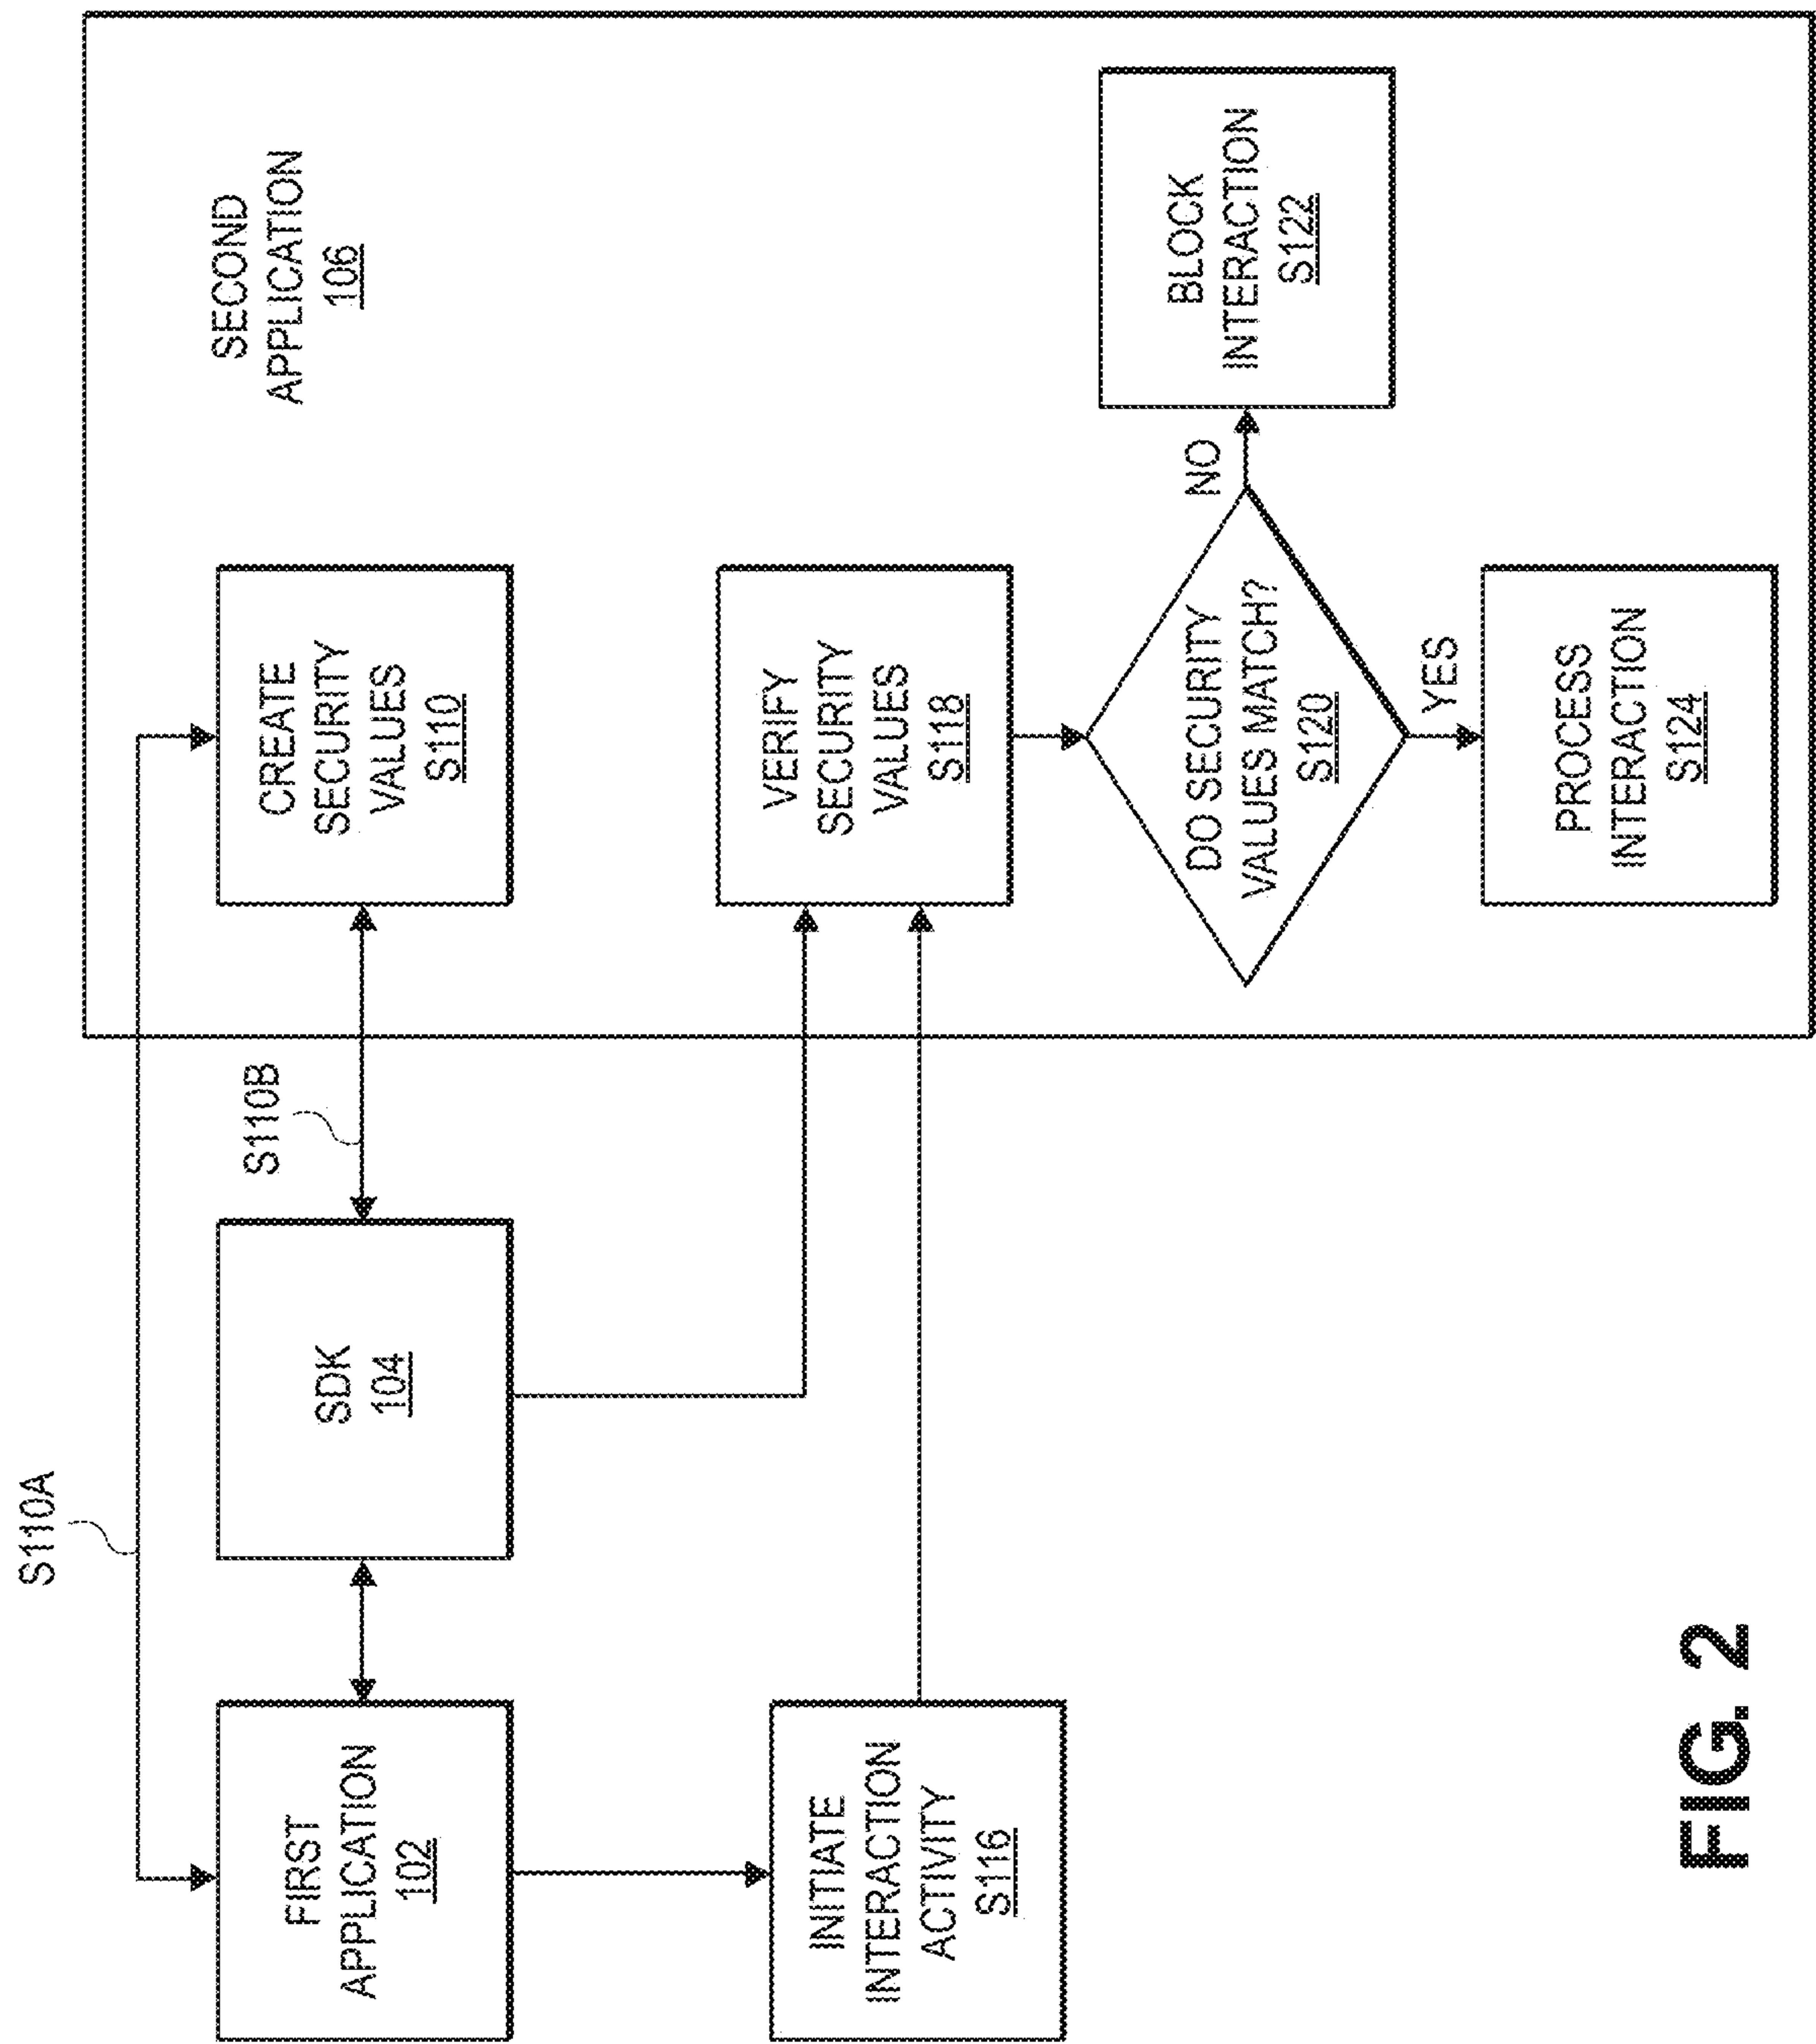 S110A
FIRST
APPLICATION
102
SDK
104
S110B
CREATE
SECURITY
VALUES
S110
SECOND
APPLICATION
106
INITIATE
INTERACTION
ACTIVITY
S116
VERIFY
SECURITY
VALUES
S118
DO SECURITY
VALUES MATCH?
S120
NO
BLOCK
INTERACTION
S122
YES
PROCESS
INTERACTION
S124
FIG. 2